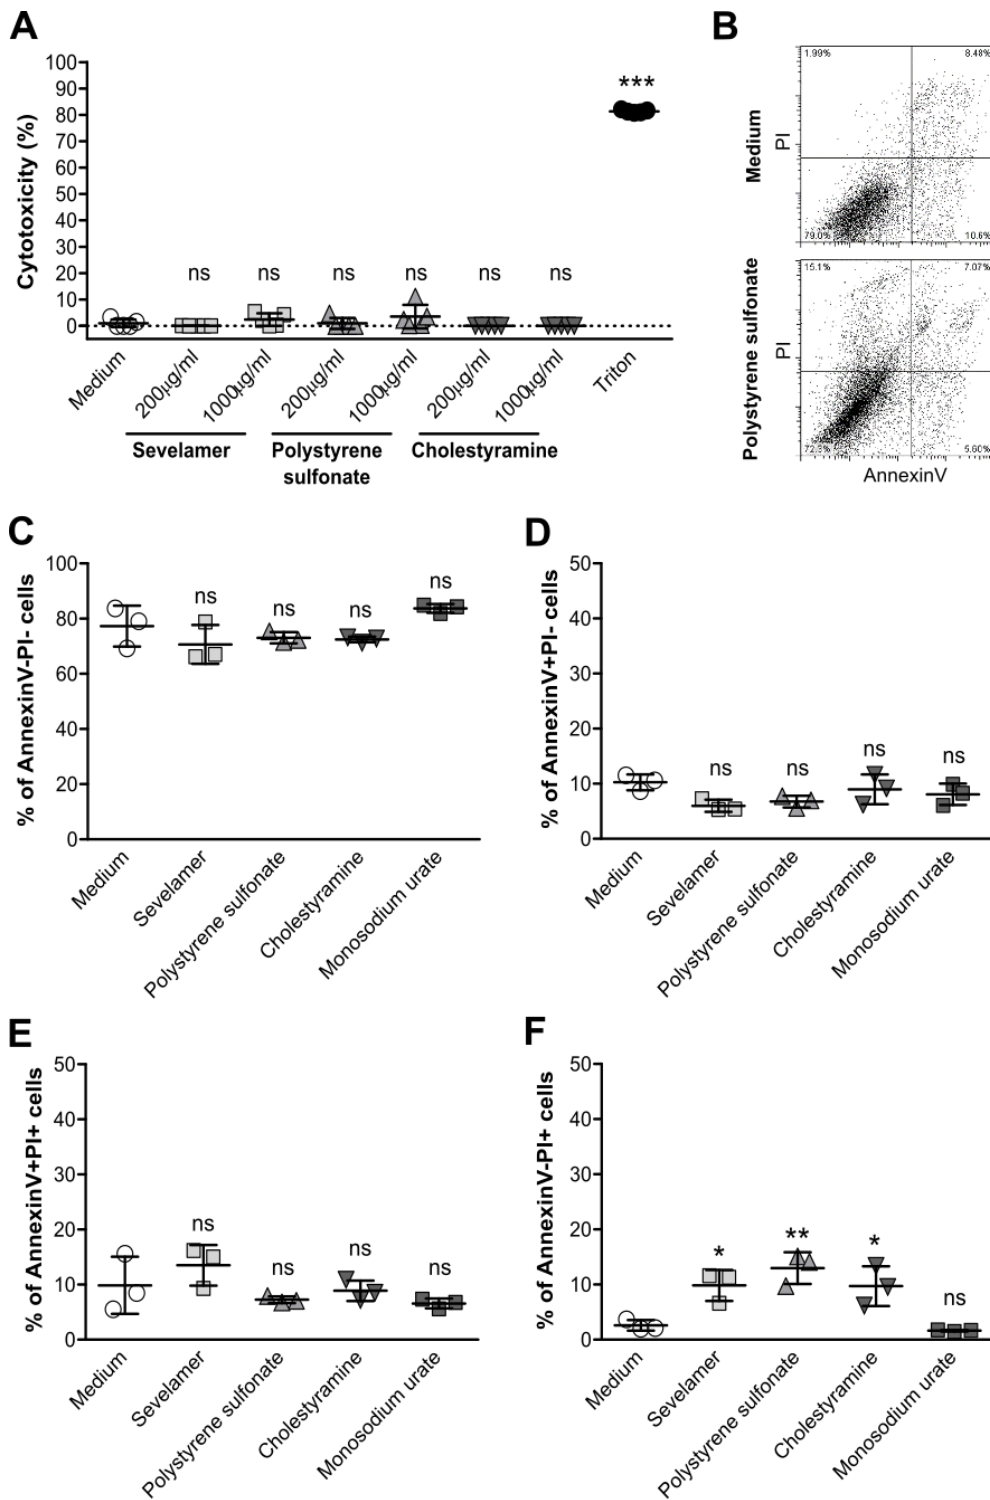 A
B
Cytotoxicity (%)
100
90
80
70
60
50
40
30
20
10
0
ns
ns
ns
ns
ns
ns
***
Medium
200µg/ml
1000µg/ml
200µg/ml
1000µg/ml
200µg/ml
1000µg/ml
Triton
Sevelamer
Polystyrene
sulfonate
Cholestyramine
Medium
PI
1.99%
8.48%
79.0%
10.6%
Polystyrene sulfonate
PI
15.1%
7.07%
72.3%
5.60%
AnnexinV
C
% of AnnexinV-PI- cells
100
80
60
40
20
0
ns
ns
ns
ns
Medium
Sevelamer
Polystyrene sulfonate
Cholestyramine
Monosodium urate
D
% of AnnexinV+PI- cells
50
40
30
20
10
0
ns
ns
ns
ns
Medium
Sevelamer
Polystyrene sulfonate
Cholestyramine
Monosodium urate
E
% of AnnexinV+PI+ cells
50
40
30
20
10
0
ns
ns
ns
ns
Medium
Sevelamer
Polystyrene sulfonate
Cholestyramine
Monosodium urate
F
% of AnnexinV-PI+ cells
50
40
30
20
10
0
*
**
*
ns
Medium
Sevelamer
Polystyrene sulfonate
Cholestyramine
Monosodium urate